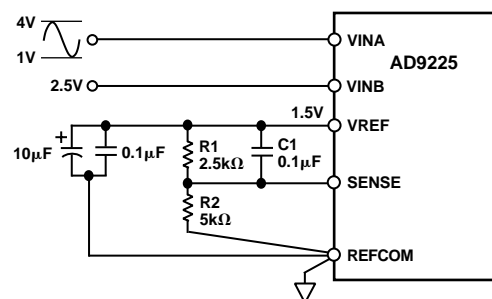 4V
1V
VINA
AD9225
2.5V
VINB
1.5V
VREF
10μF
+
0.1μF
R1
2.5kΩ
C1
0.1μF
SENSE
R2
5kΩ
REFCOM